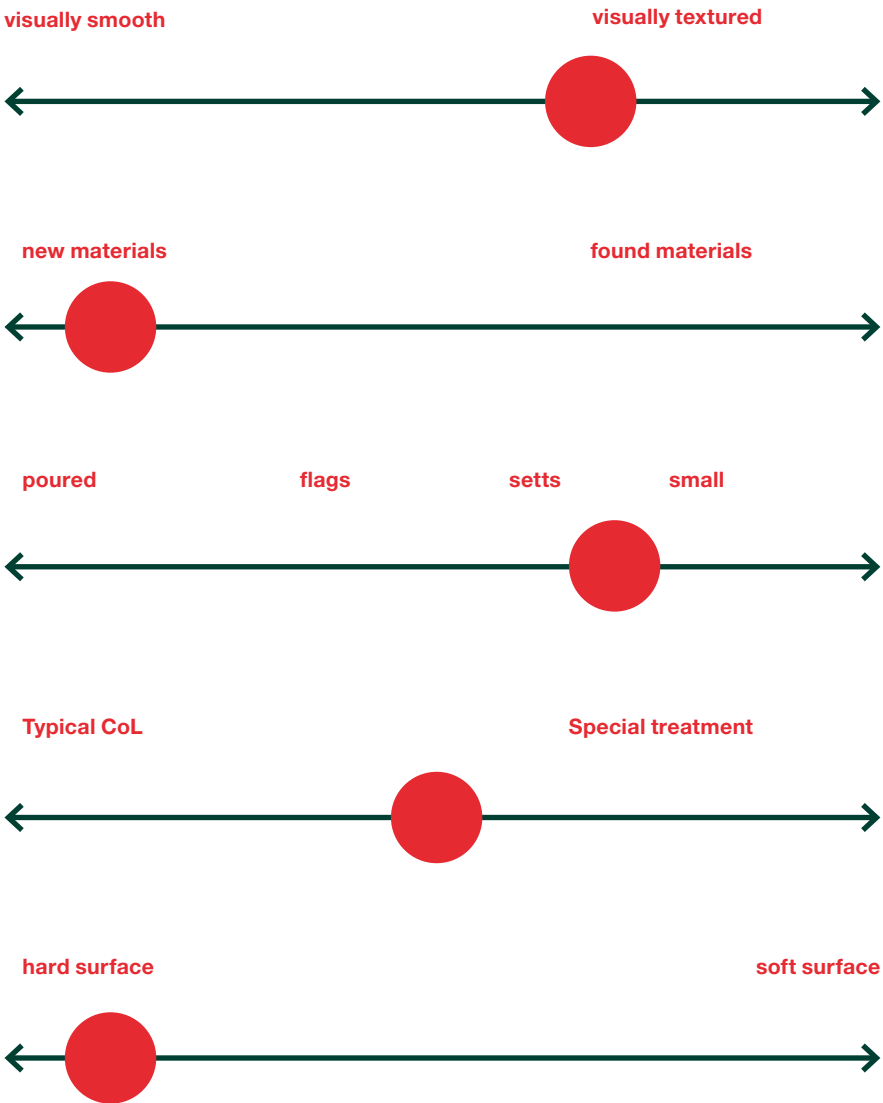 visually smooth visually textured
new materials found materials
poured flags setts small
Typical CoL Special treatment
hard surface soft surface